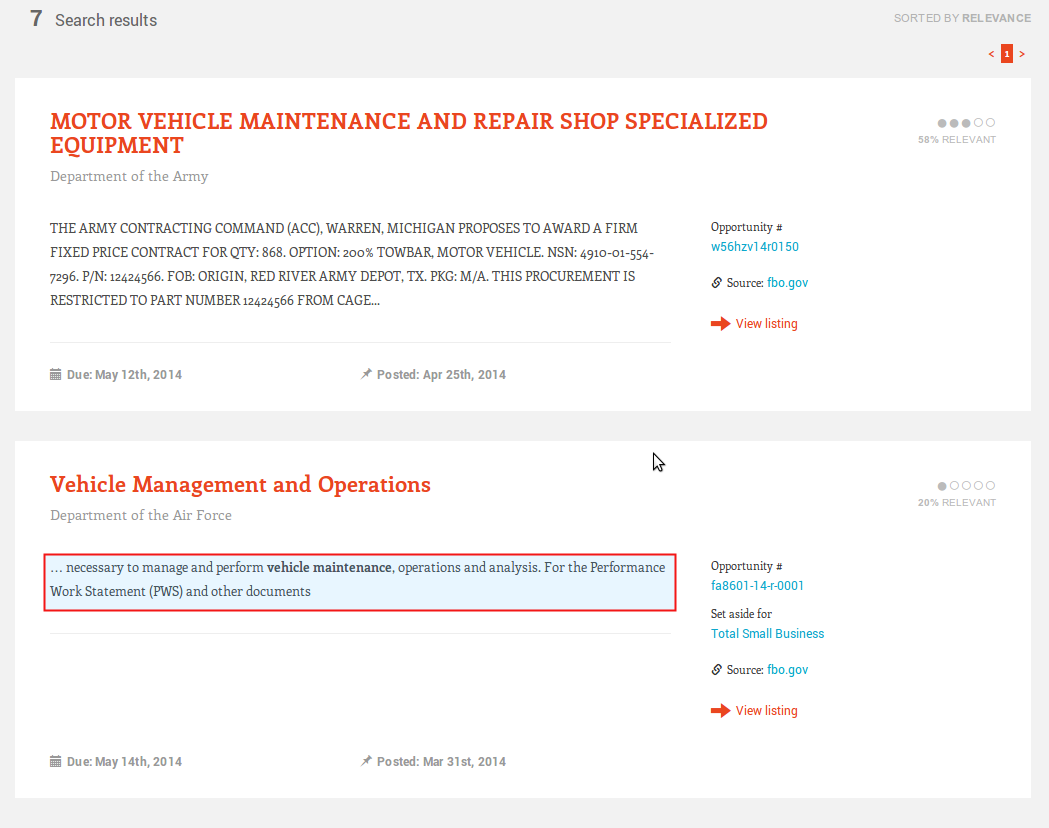 7 Search results
SORTED BY RELEVANCE
< 1 >
MOTOR VEHICLE MAINTENANCE AND REPAIR SHOP SPECIALIZED
EQUIPMENT
58% RELEVANT
Department of the Army
THE ARMY CONTRACTING COMMAND (ACC), WARREN, MICHIGAN PROPOSES TO AWARD A FIRM
FIXED PRICE CONTRACT FOR QTY: 868. OPTION: 200% TOWBAR, MOTOR VEHICLE. NSN: 4910-01-554-
7296. P/N: 12424566. FOB: ORIGIN, RED RIVER ARMY DEPOT, TX. PKG: M/A. THIS PROCUREMENT IS
RESTRICTED TO PART NUMBER 12424566 FROM CAGE...
Opportunity #
w56hzv14r0150
Source: fbo.gov
View listing
Due: May 12th, 2014
Posted: Apr 25th, 2014
Vehicle Management and Operations
20% RELEVANT
Department of the Air Force
... necessary to manage and perform vehicle maintenance, operations and analysis. For the Performance
Work Statement (PWS) and other documents
Opportunity #
fa8601-14-r-0001
Set aside for
Total Small Business
Source: fbo.gov
View listing
Due: May 14th, 2014
Posted: Mar 31st, 2014